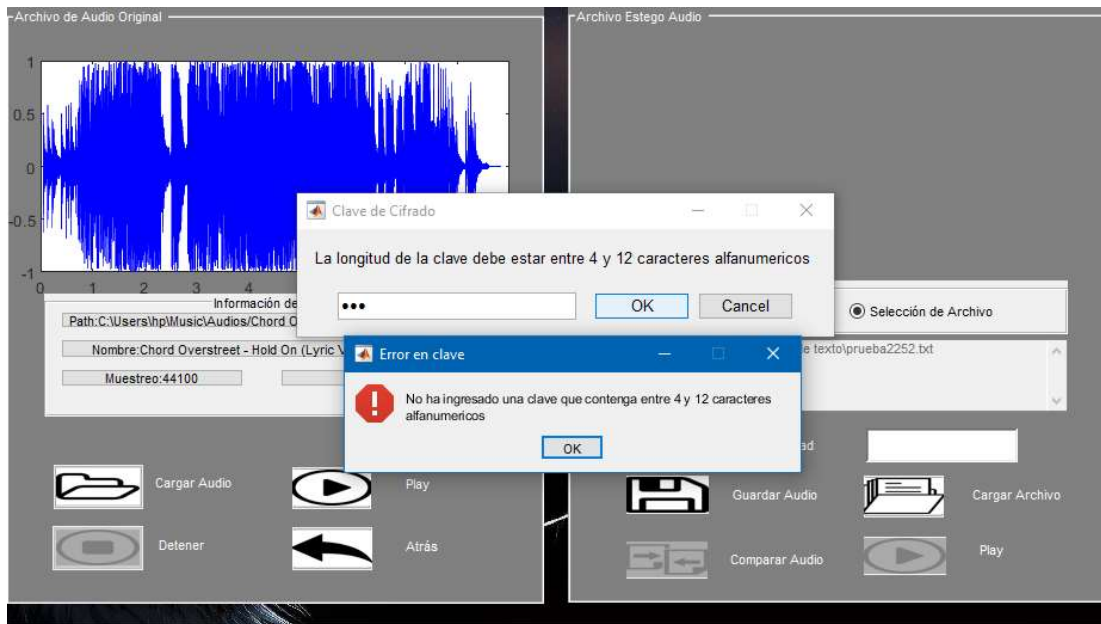 Archivo de Audio Original
Archivo Estego Audio
1
0.5
0
-0.5
-1
0 1 2 3 4
Clave de Cifrado
La longitud de la clave debe estar entre 4 y 12 caracteres alfanumericos
•••
OK
Cancel
Información de
Path:C:\Users\hp\Music\Audios/Chord O
Nombre:Chord Overstreet - Hold On (Lyric V
Muestreo:44100
Selección de Archivo
e texto\prueba2252.txt
Error en clave
No ha ingresado una clave que contenga entre 4 y 12 caracteres
alfanumericos
OK
ad
Cargar Audio
Play
Guardar Audio
Cargar Archivo
Detener
Atrás
Comparar Audio
Play